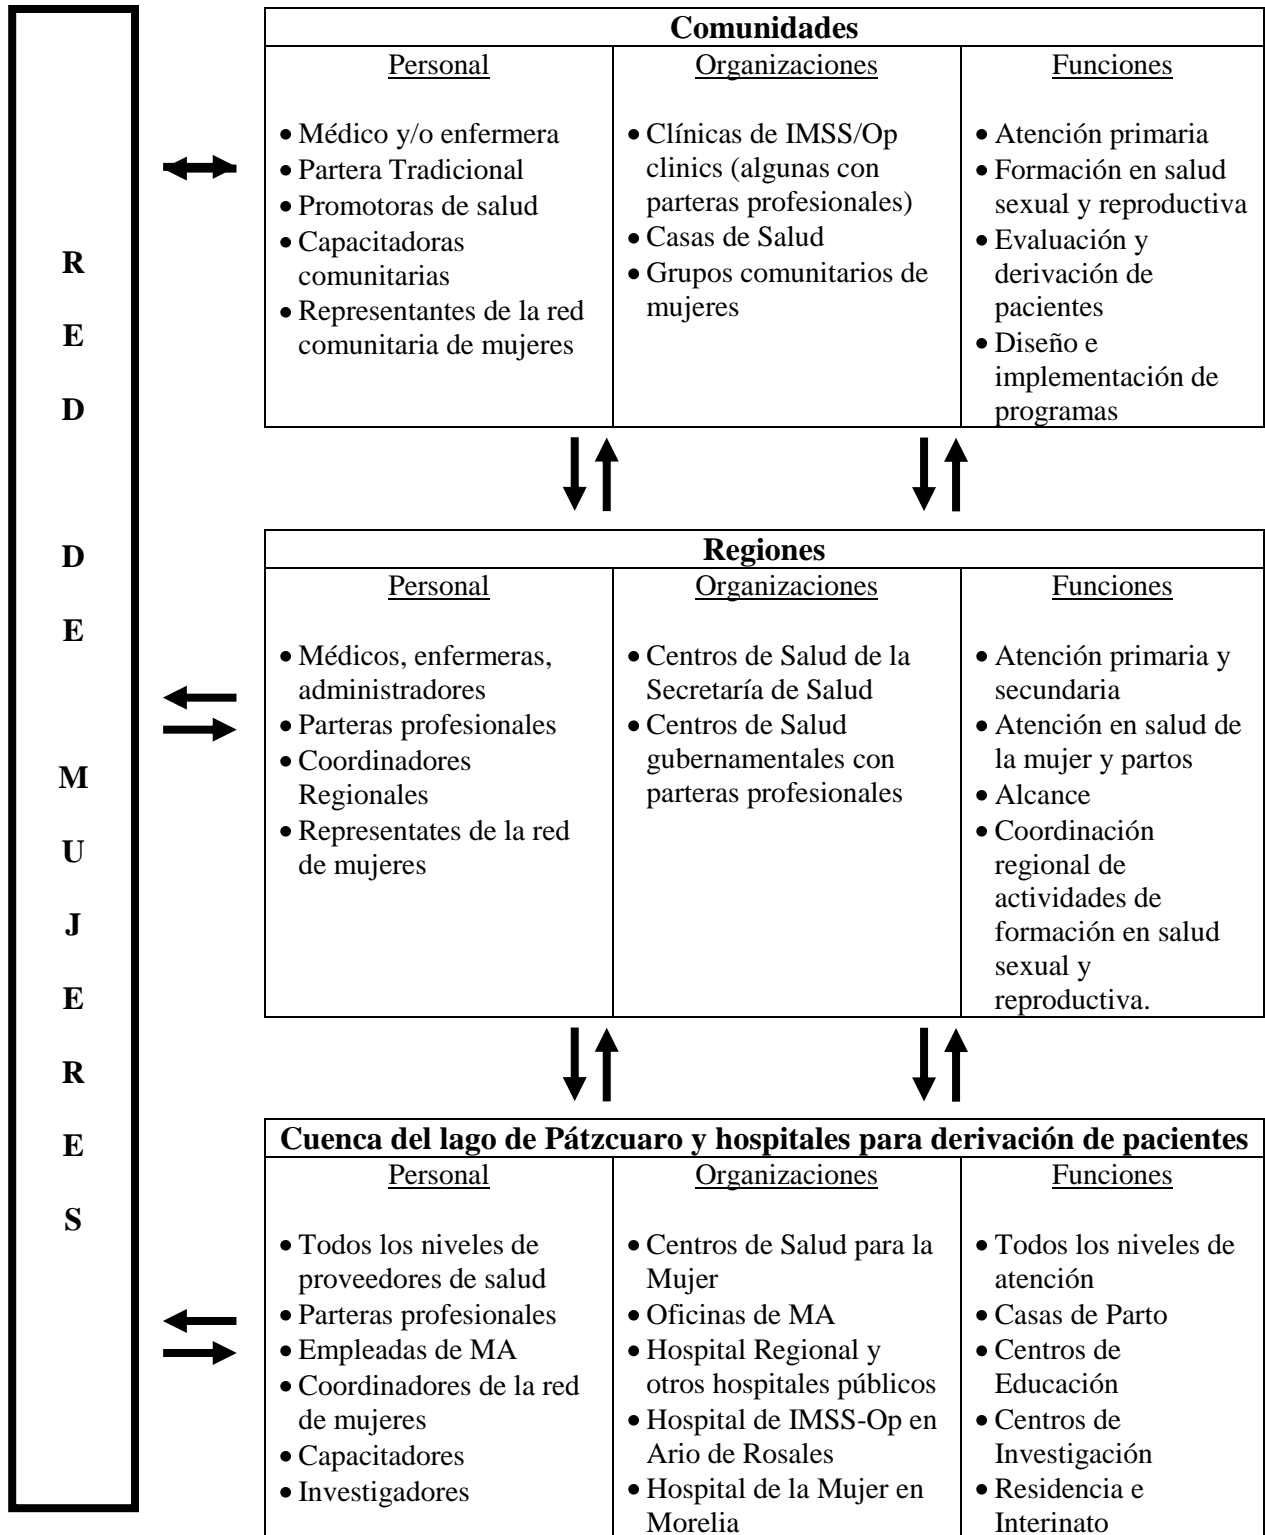 RED DE MUJERES
Comunidades
Personal
• Médico y/o enfermera
• Partera Tradicional
• Promotoras de salud
• Capacitadoras
comunitarias
• Representantes de la red
comunitaria de mujeres
Organizaciones
• Clínicas de IMSS/Op
clinics (algunas con
parteras profesionales)
• Casas de Salud
• Grupos comunitarios de
mujeres
Funciones
• Atención primaria
• Formación en salud
sexual y reproductiva
• Evaluación y
derivación de
pacientes
• Diseño e
implementación de
programas
Regiones
Personal
• Médicos, enfermeras,
administradores
• Parteras profesionales
• Coordinadores
Regionales
• Representates de la red
de mujeres
Organizaciones
• Centros de Salud de la
Secretaría de Salud
• Centros de Salud
gubernamentales con
parteras profesionales
Funciones
• Atención primaria y
secundaria
• Atención en salud de
la mujer y partos
• Alcance
• Coordinación
regional de
actividades de
formación en salud
sexual y
reproductiva.
Cuenca del lago de Pátzcuaro y hospitales para derivación de pacientes
Personal
• Todos los niveles de
proveedores de salud
• Parteras profesionales
• Empleadas de MA
• Coordinadores de la red
de mujeres
• Capacitadores
• Investigadores
Organizaciones
• Centros de Salud para la
Mujer
• Oficinas de MA
• Hospital Regional y
otros hospitales públicos
• Hospital de IMSS-Op en
Ario de Rosales
• Hospital de la Mujer en
Morelia
Funciones
• Todos los niveles de
atención
• Casas de Parto
• Centros de
Educación
• Centros de
Investigación
• Residencia e
Interinato